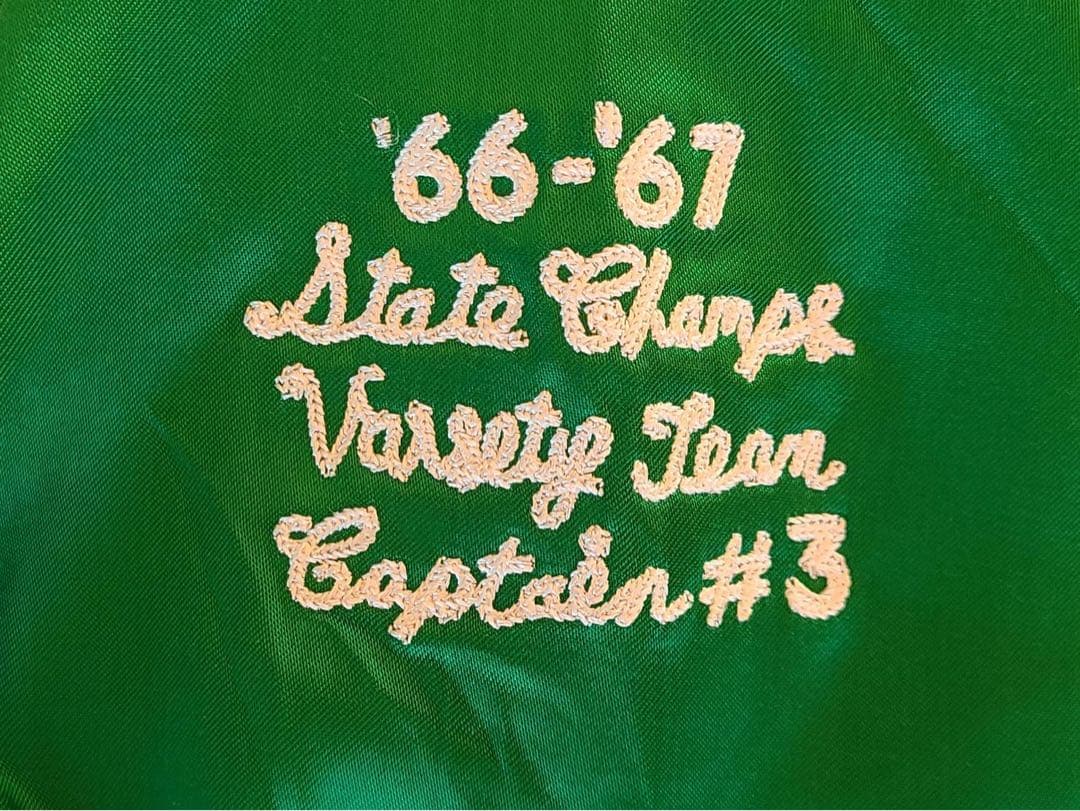 '66-'67
State Champs
Varsity Team
Captain #3